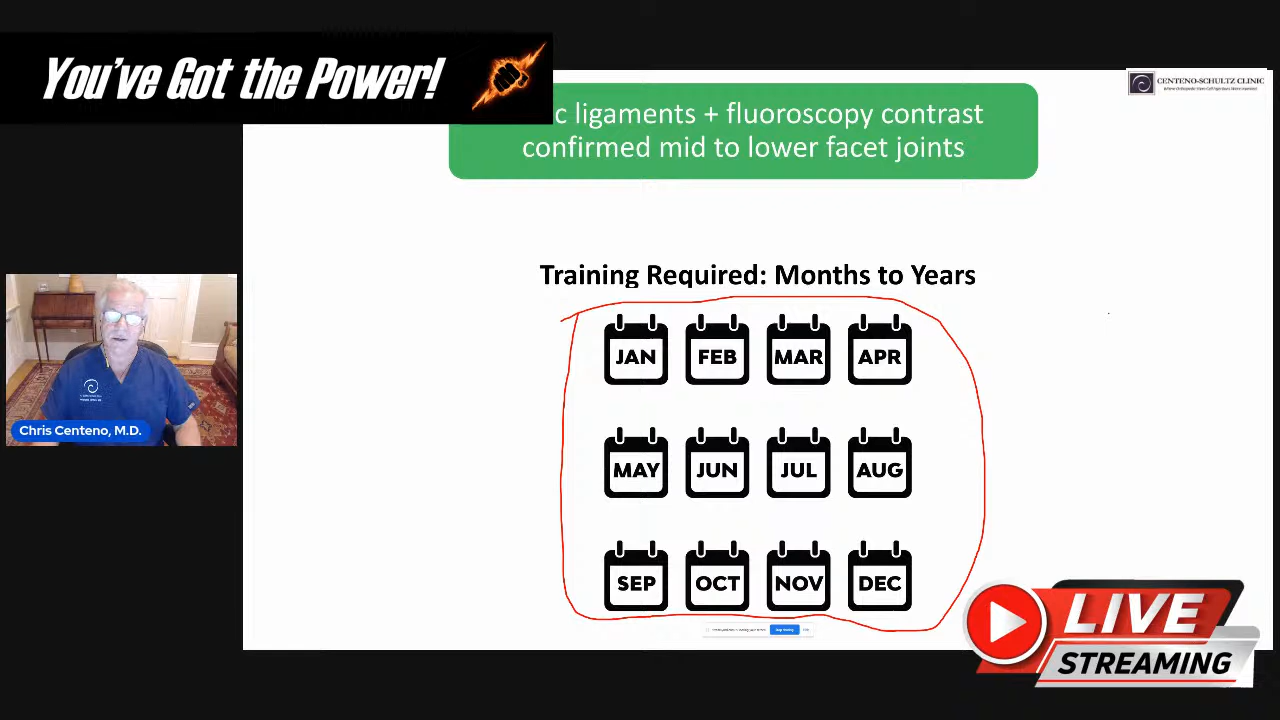 You've Got the Power!
CENTENO-SCHULTZ CLINIC
c ligaments + fluoroscopy contrast
confirmed mid to lower facet joints
Training Required: Months to Years
JAN FEB MAR APR
MAY JUN JUL AUG
SEP OCT NOV DEC
Chris Centeno, M.D.
LIVE
STREAMING